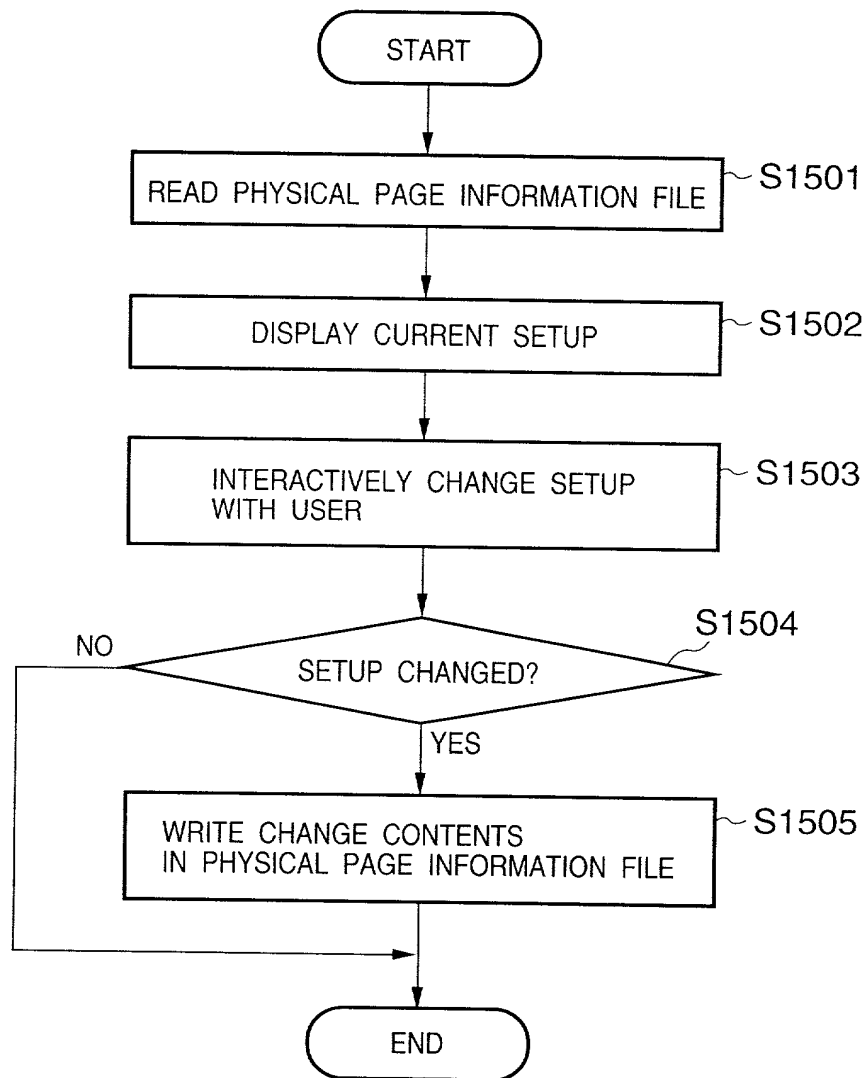 START
READ PHYSICAL PAGE INFORMATION FILE
S1501
DISPLAY CURRENT SETUP
S1502
INTERACTIVELY CHANGE SETUP
WITH USER
S1503
SETUP CHANGED?
S1504
NO
YES
WRITE CHANGE CONTENTS
IN PHYSICAL PAGE INFORMATION FILE
S1505
END